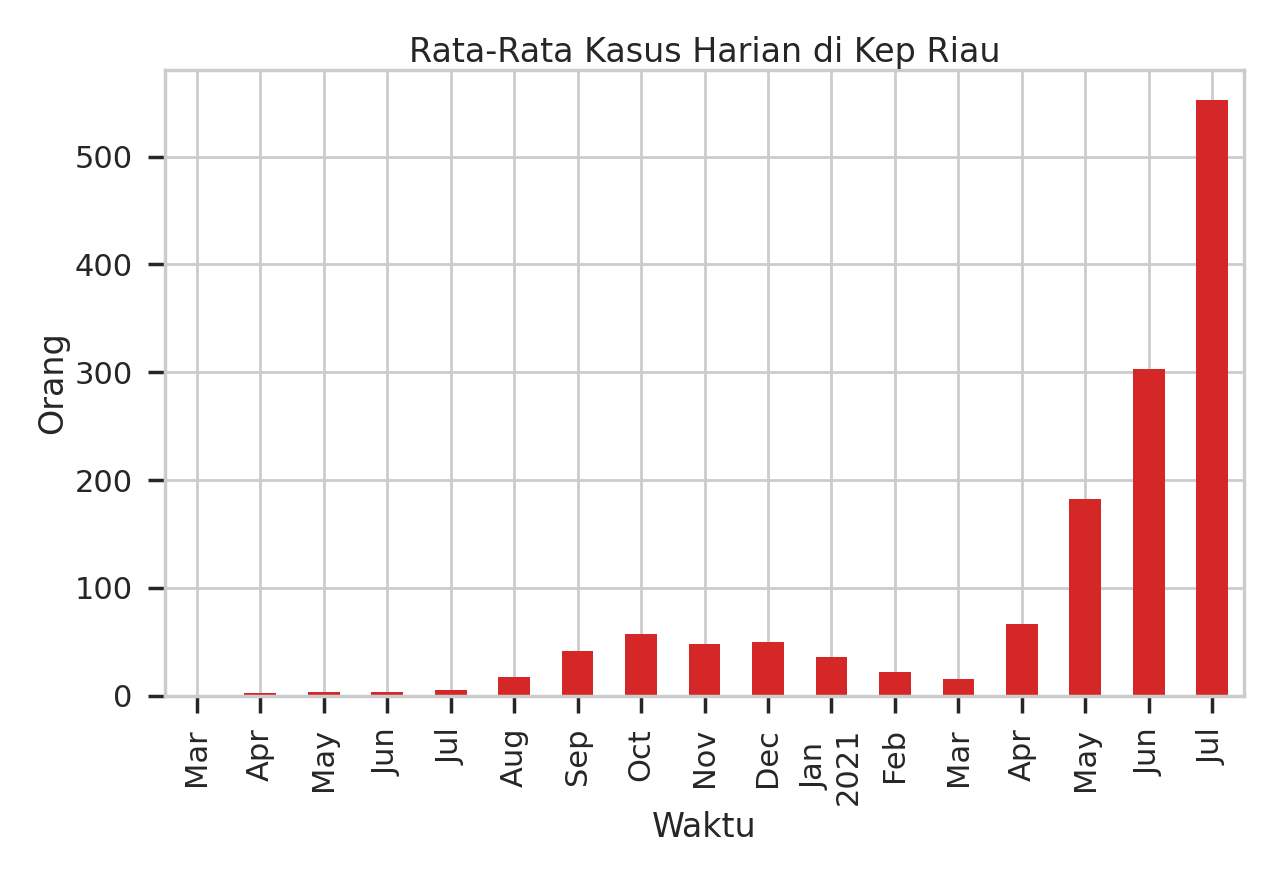 Rata-Rata Kasus Harian di Kep Riau
Orang
500
400
300
200
100
0
Mar
Apr
May
Jun
Jul
Aug
Sep
Oct
Nov
Dec
Jan
2021
Feb
Mar
Apr
May
Jun
Jul
Waktu